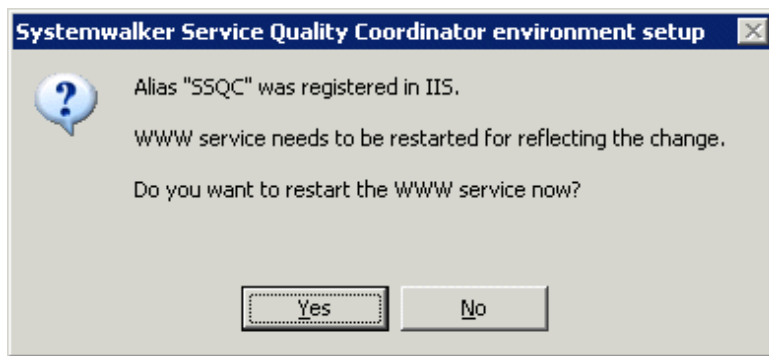 Systemwalker Service Quality Coordinator environment setup
Alias "SSQC" was registered in IIS.
WWW service needs to be restarted for reflecting the change.
Do you want to restart the WWW service now?
Yes No